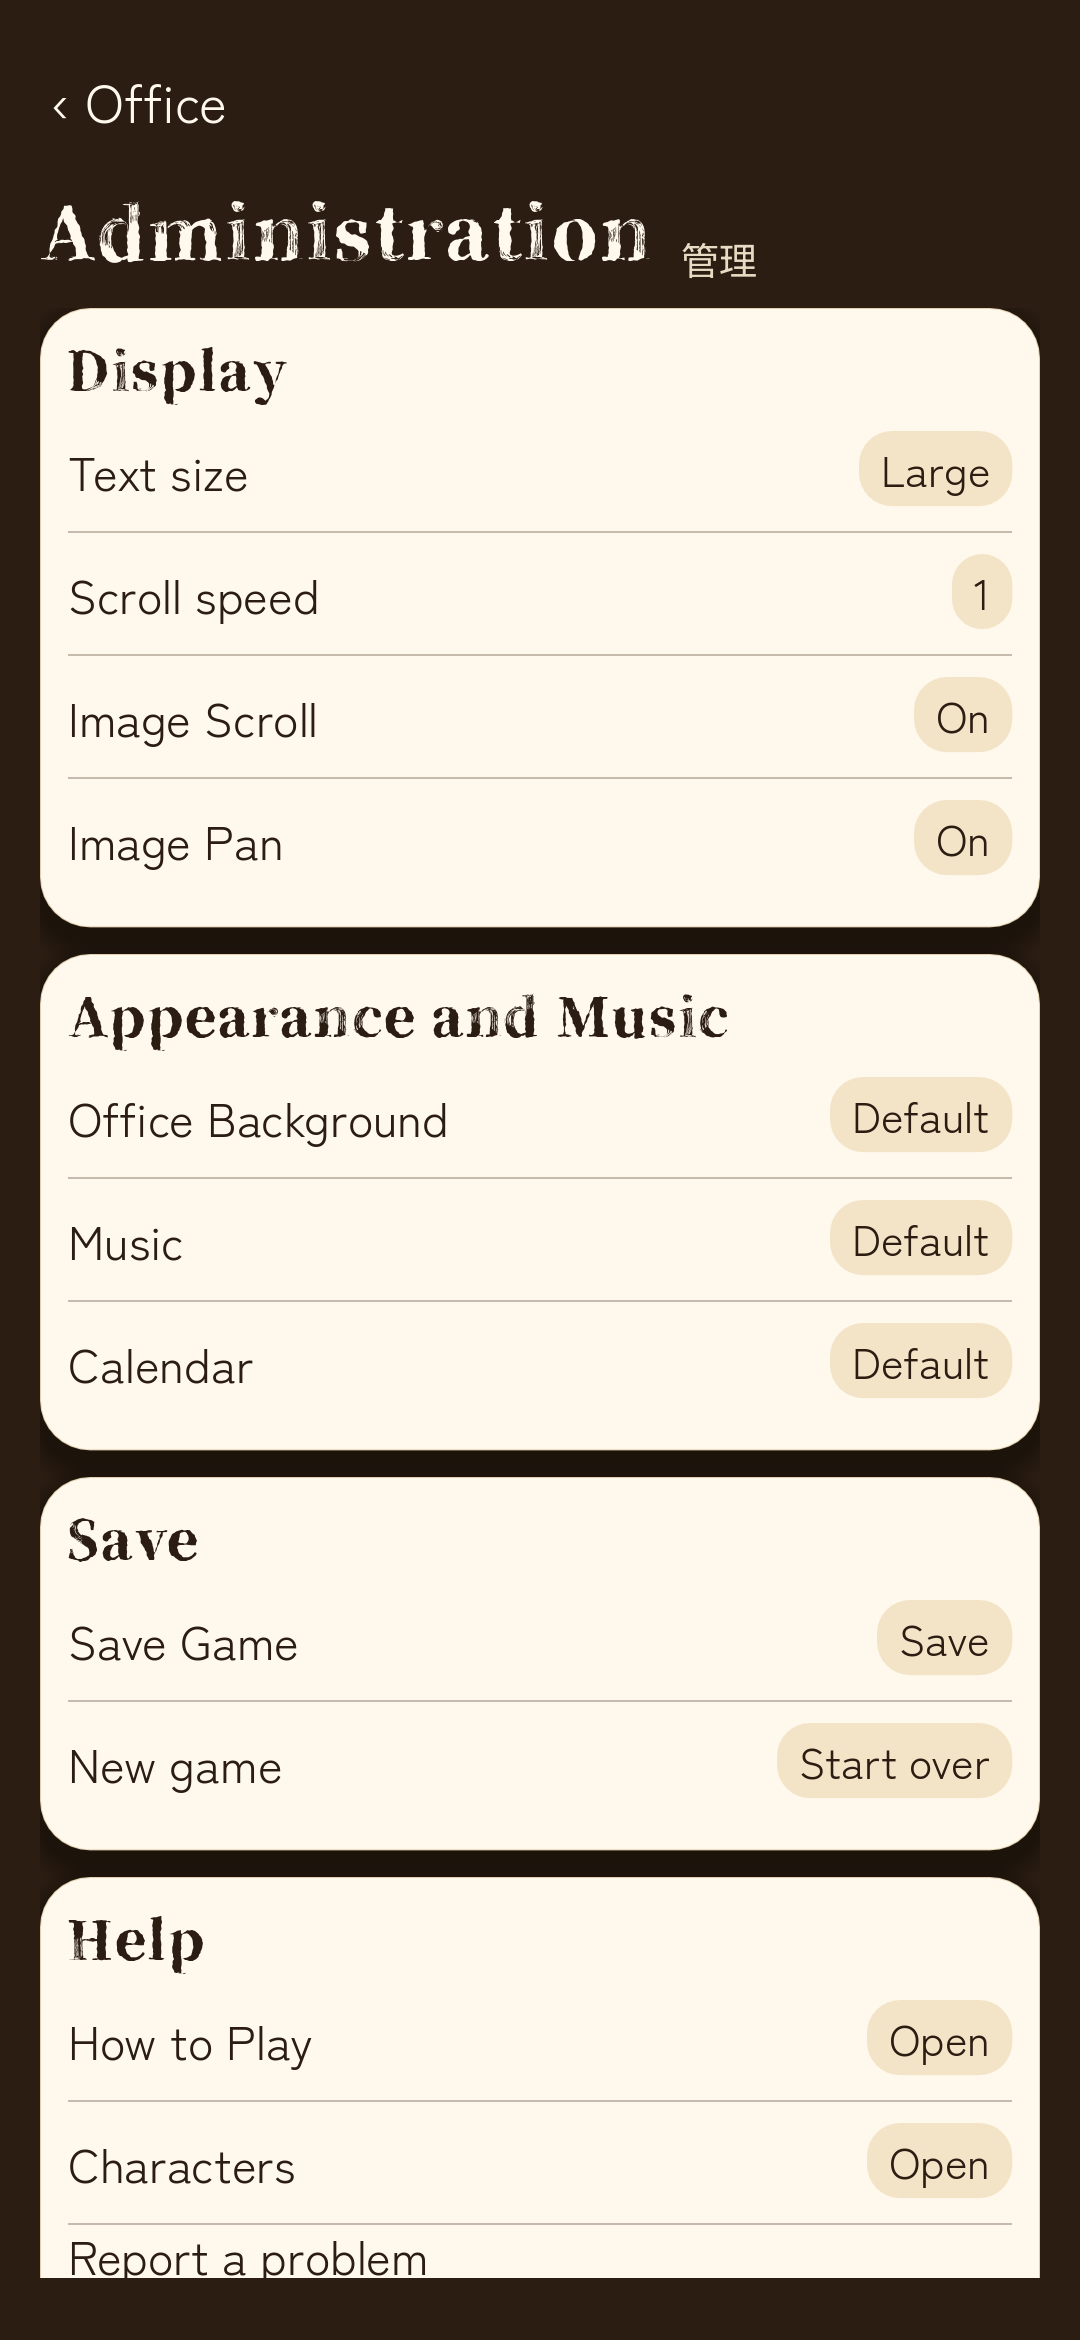 ‹ Office
Administration 管理
Display
Text size Large
Scroll speed 1
Image Scroll On
Image Pan On
Appearance and Music
Office Background Default
Music Default
Calendar Default
Save
Save Game Save
New game Start over
Help
How to Play Open
Characters Open
Report a problem